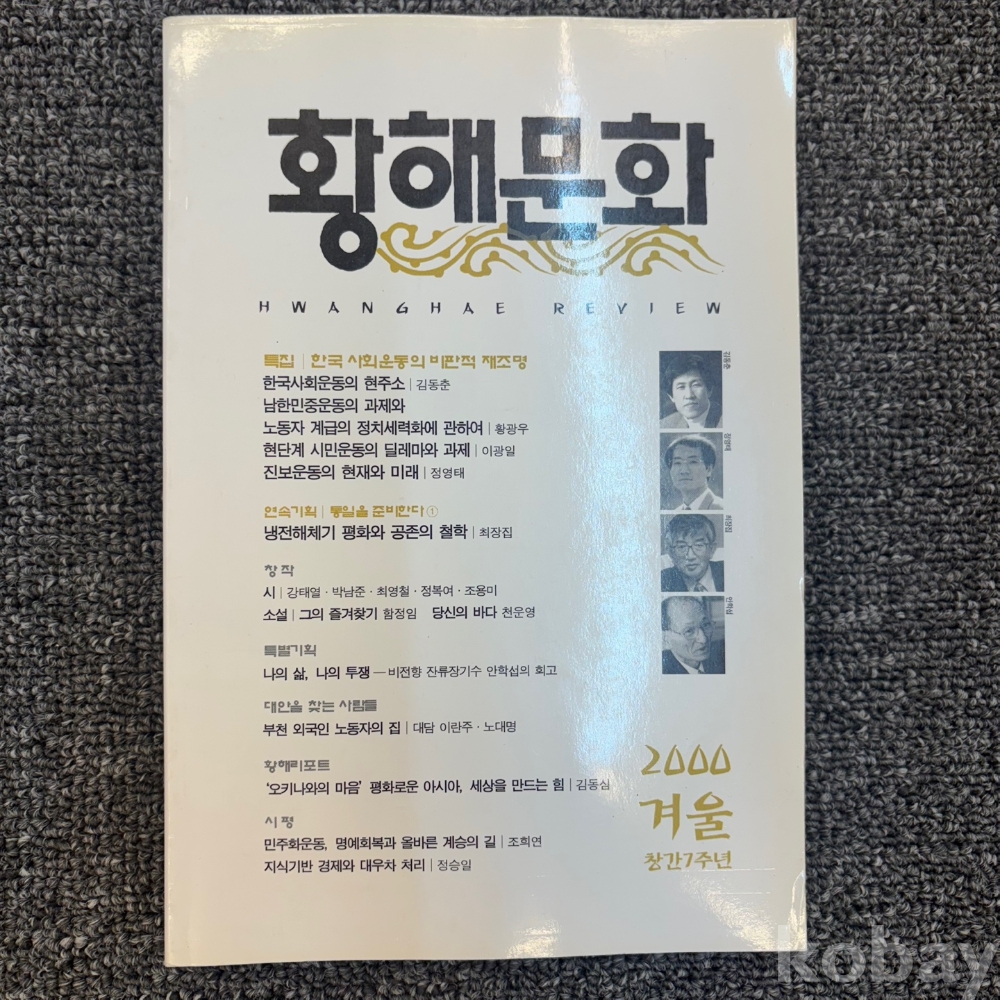 황해문화
HWANGHAE REVIEW
특집 | 한국 사회운동의 비판적 재조명
한국사회운동의 현주소 | 김동춘
남한민중운동의 과제와
노동자 계급의 정치세력화에 관하여 | 황광우
현단계 시민운동의 딜레마와 과제 | 이광일
진보운동의 현재와 미래 | 정영태
연속기획 | 통일을 준비한다 ①
냉전해체기 평화와 공존의 철학 | 최장집
창작
시 | 강태열 · 박남준 · 최영철 · 정복여 · 조용미
소설 | 그의 즐겨찾기 함정임 당신의 바다 천운영
특별기획
나의 삶, 나의 투쟁 — 비전향 잔류장기수 안학섭의 회고
대안을 찾는 사람들
부천 외국인 노동자의 집 | 대담 이란주 · 노대명
황해리포트
'오키나와의 마음' 평화로운 아시아, 세상을 만드는 힘 | 김동심
시평
민주화운동, 명예회복과 올바른 계승의 길 | 조희연
지식기반 경제와 대우차 처리 | 정승일
김동춘
정영태
최장집
안학섭
2000
겨울
창간7주년
kobay